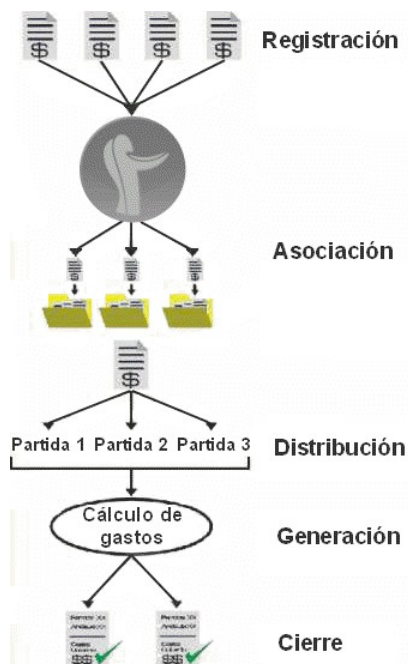 Registración
Asociación
Partida 1 Partida 2 Partida 3
Distribución
Cálculo de
gastos
Generación
Cierre